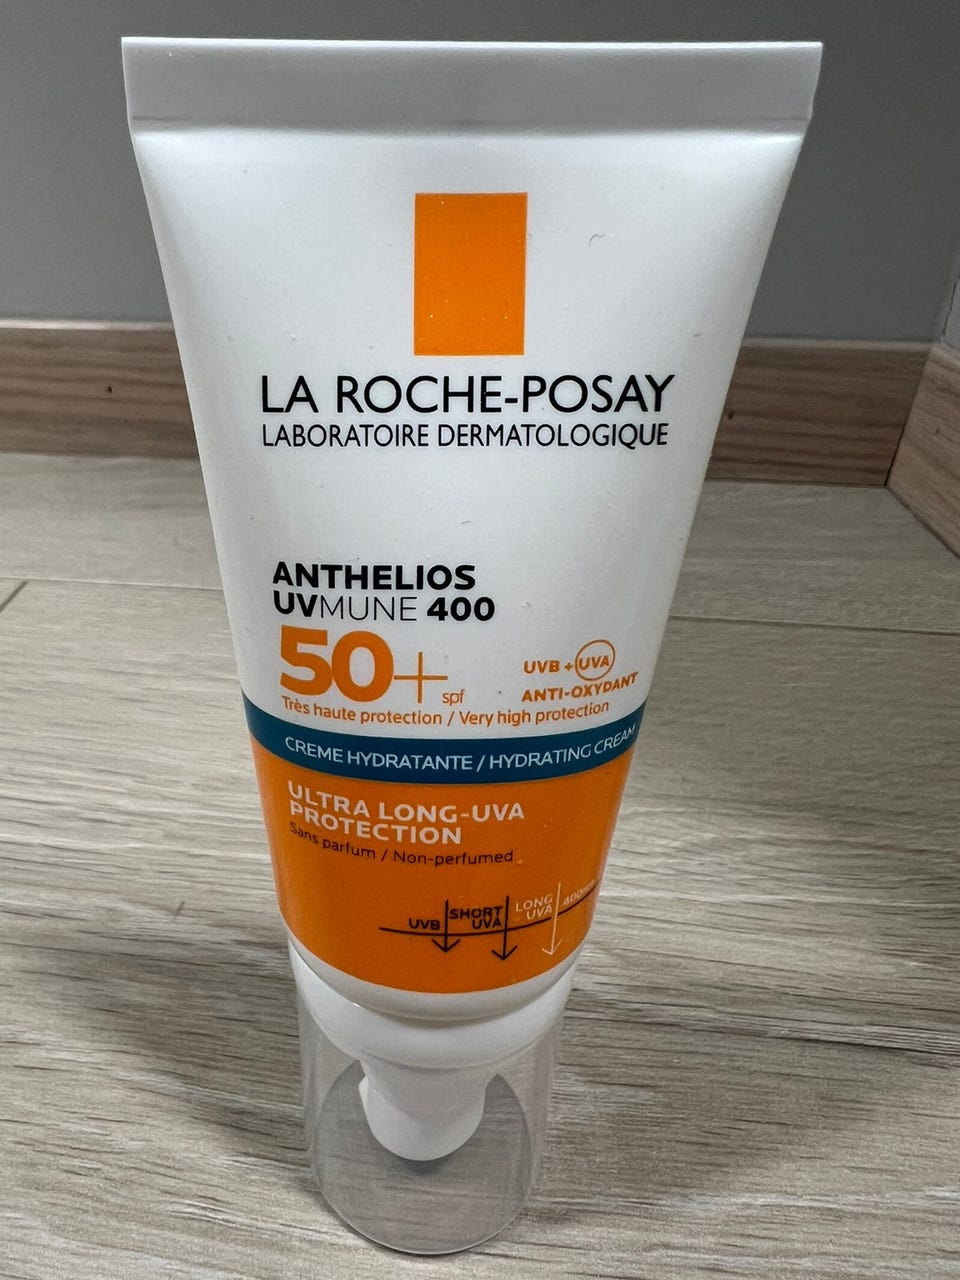 LA ROCHE-POSAY
LABORATOIRE DERMATOLOGIQUE
ANTHELIOS
UVMUNE 400
50+ spf
UVB + UVA
ANTI-OXYDANT
Très haute protection / Very high protection
CREME HYDRATANTE / HYDRATING CREAM
ULTRA LONG-UVA
PROTECTION
Sans parfum / Non-perfumed
UVB
SHORT
UVA
LONG
UVA